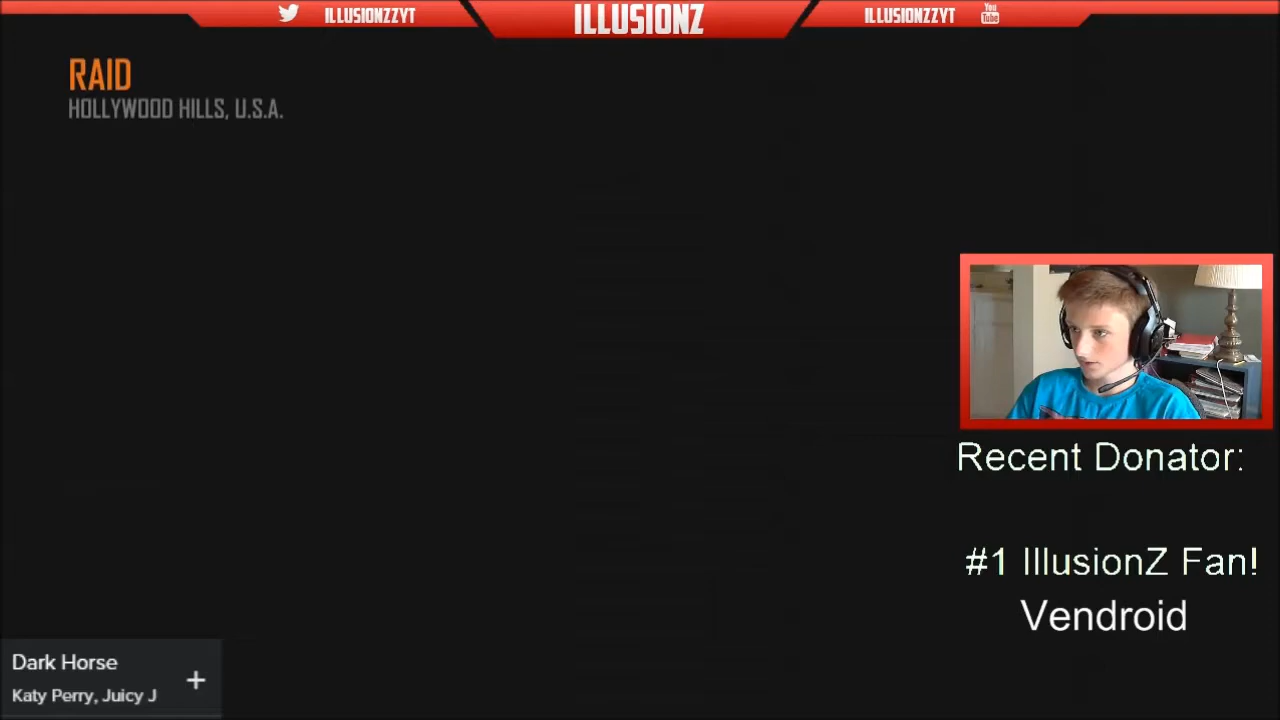 ILLUSIONZZYT
ILLUSIONZ
ILLUSIONZZYT
You
Tube
RAID
HOLLYWOOD HILLS, U.S.A.
Recent Donator:
#1 IllusionZ Fan!
Vendroid
Dark Horse
+
Katy Perry, Juicy J